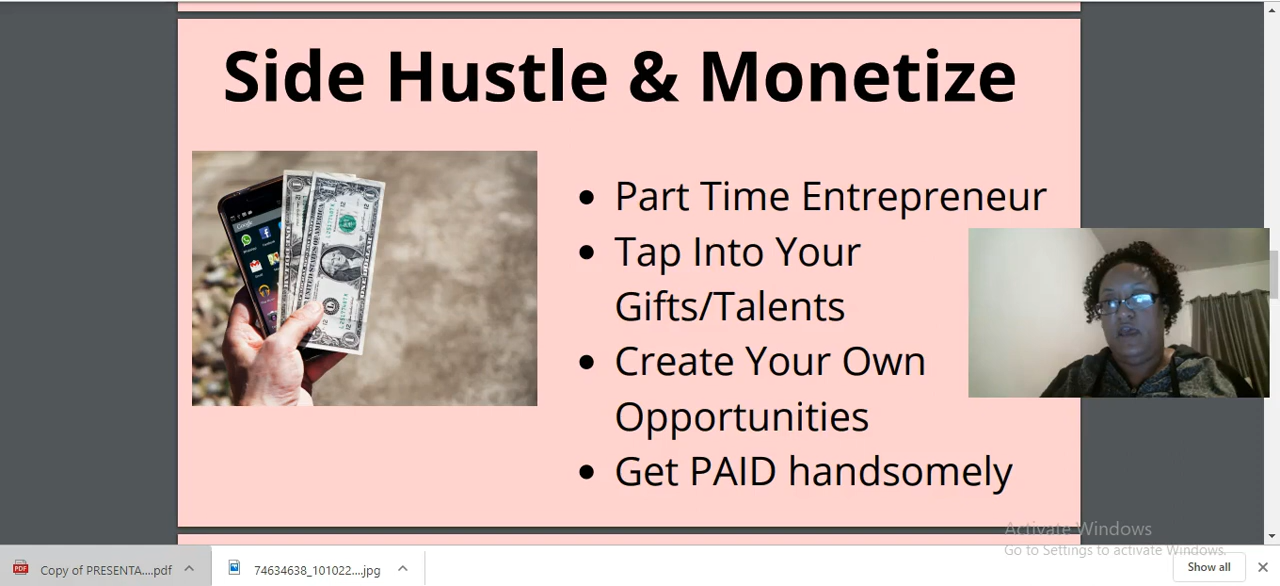 Side Hustle & Monetize
• Part Time Entrepreneur
• Tap Into Your
Gifts/Talents
• Create Your Own
Opportunities
• Get PAID handsomely
Activate Windows
Go to Settings to activate Windows.
Copy of PRESENTA....pdf
74634638_101022....jpg
Show all